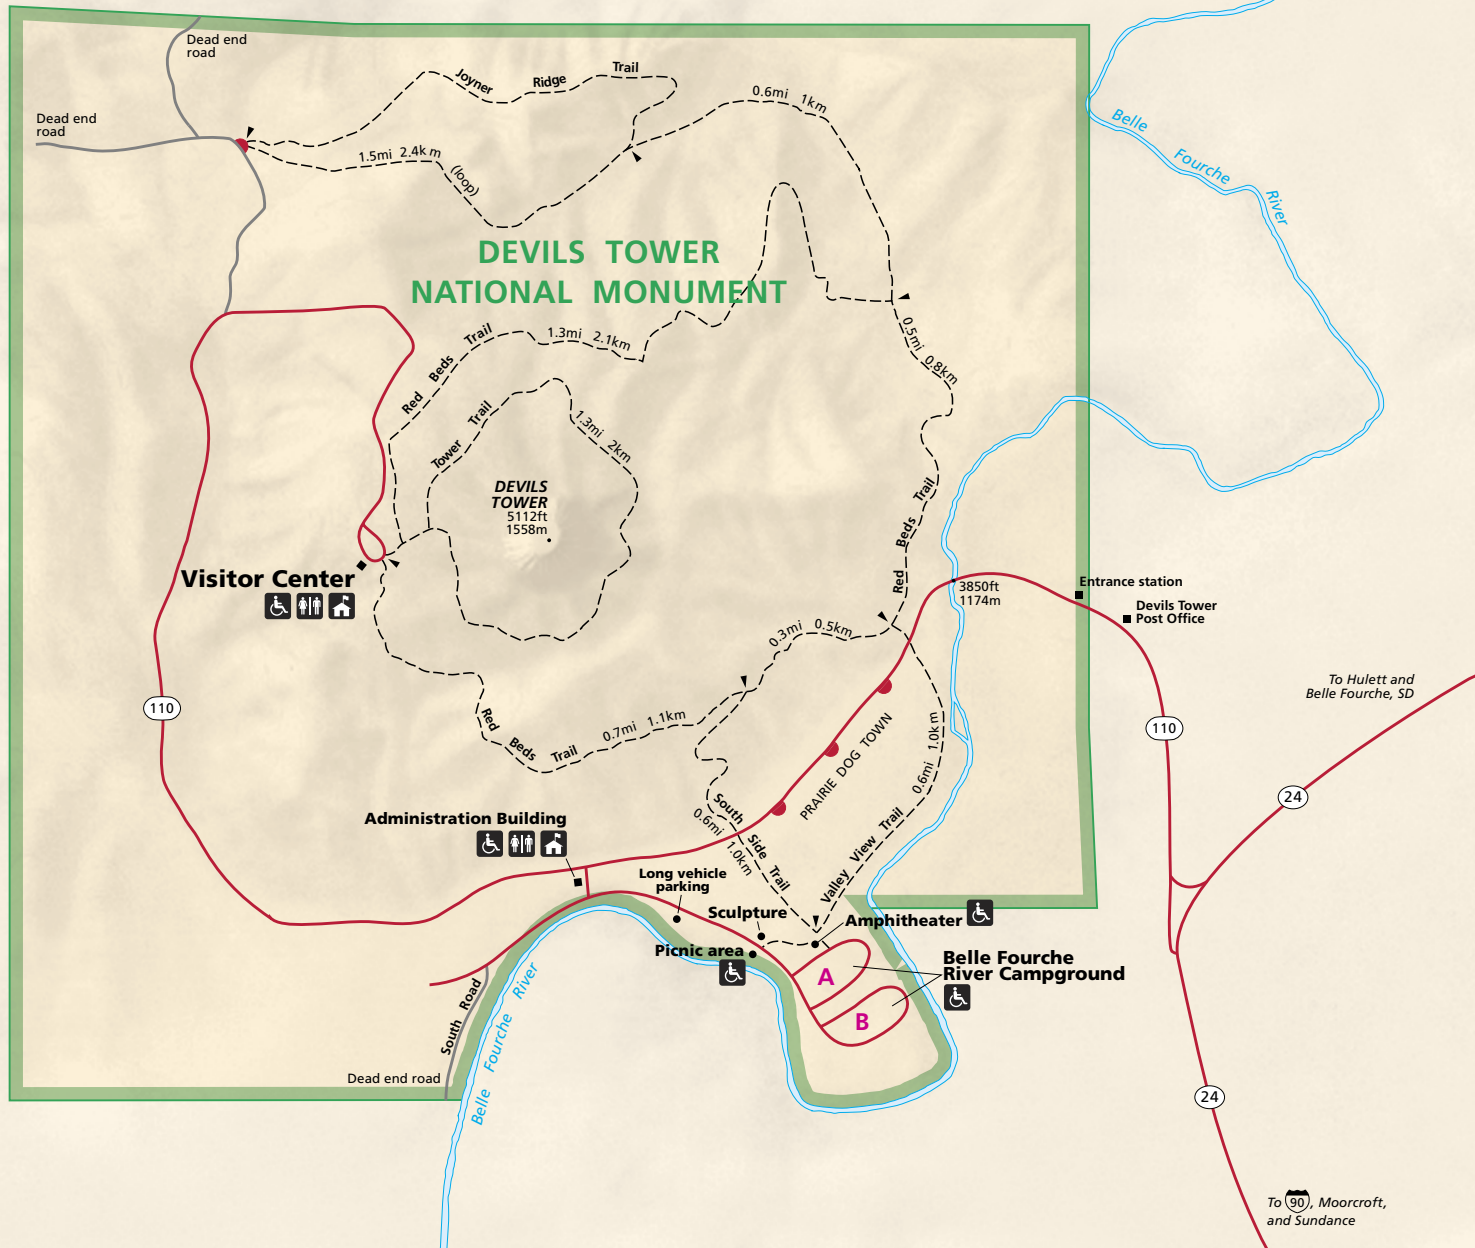 Dead end
road
Dead end
road
Joyner Ridge Trail
0.6mi 1km
1.5mi 2.4km
(loop)
Belle Fourche River
DEVILS TOWER
NATIONAL MONUMENT
Red Beds Trail
1.3mi 2.1km
0.5mi 0.8km
Tower Trail
1.3mi 2km
DEVILS
TOWER
5112ft
1558m
Red Beds Trail
Visitor Center
3850ft
1174m
Entrance station
Devils Tower
Post Office
0.3mi 0.5km
To Hulett and
Belle Fourche, SD
110
110
Red Beds Trail
0.7mi 1.1km
PRAIRIE DOG TOWN
0.6mi 1.0km
24
South Side Trail
0.6mi 1.0km
Valley View Trail
Administration Building
Long vehicle
parking
Sculpture
Amphitheater
Picnic area
Belle Fourche
River Campground
A
B
South Road
Belle Fourche River
Dead end road
24
To 90, Moorcroft,
and Sundance